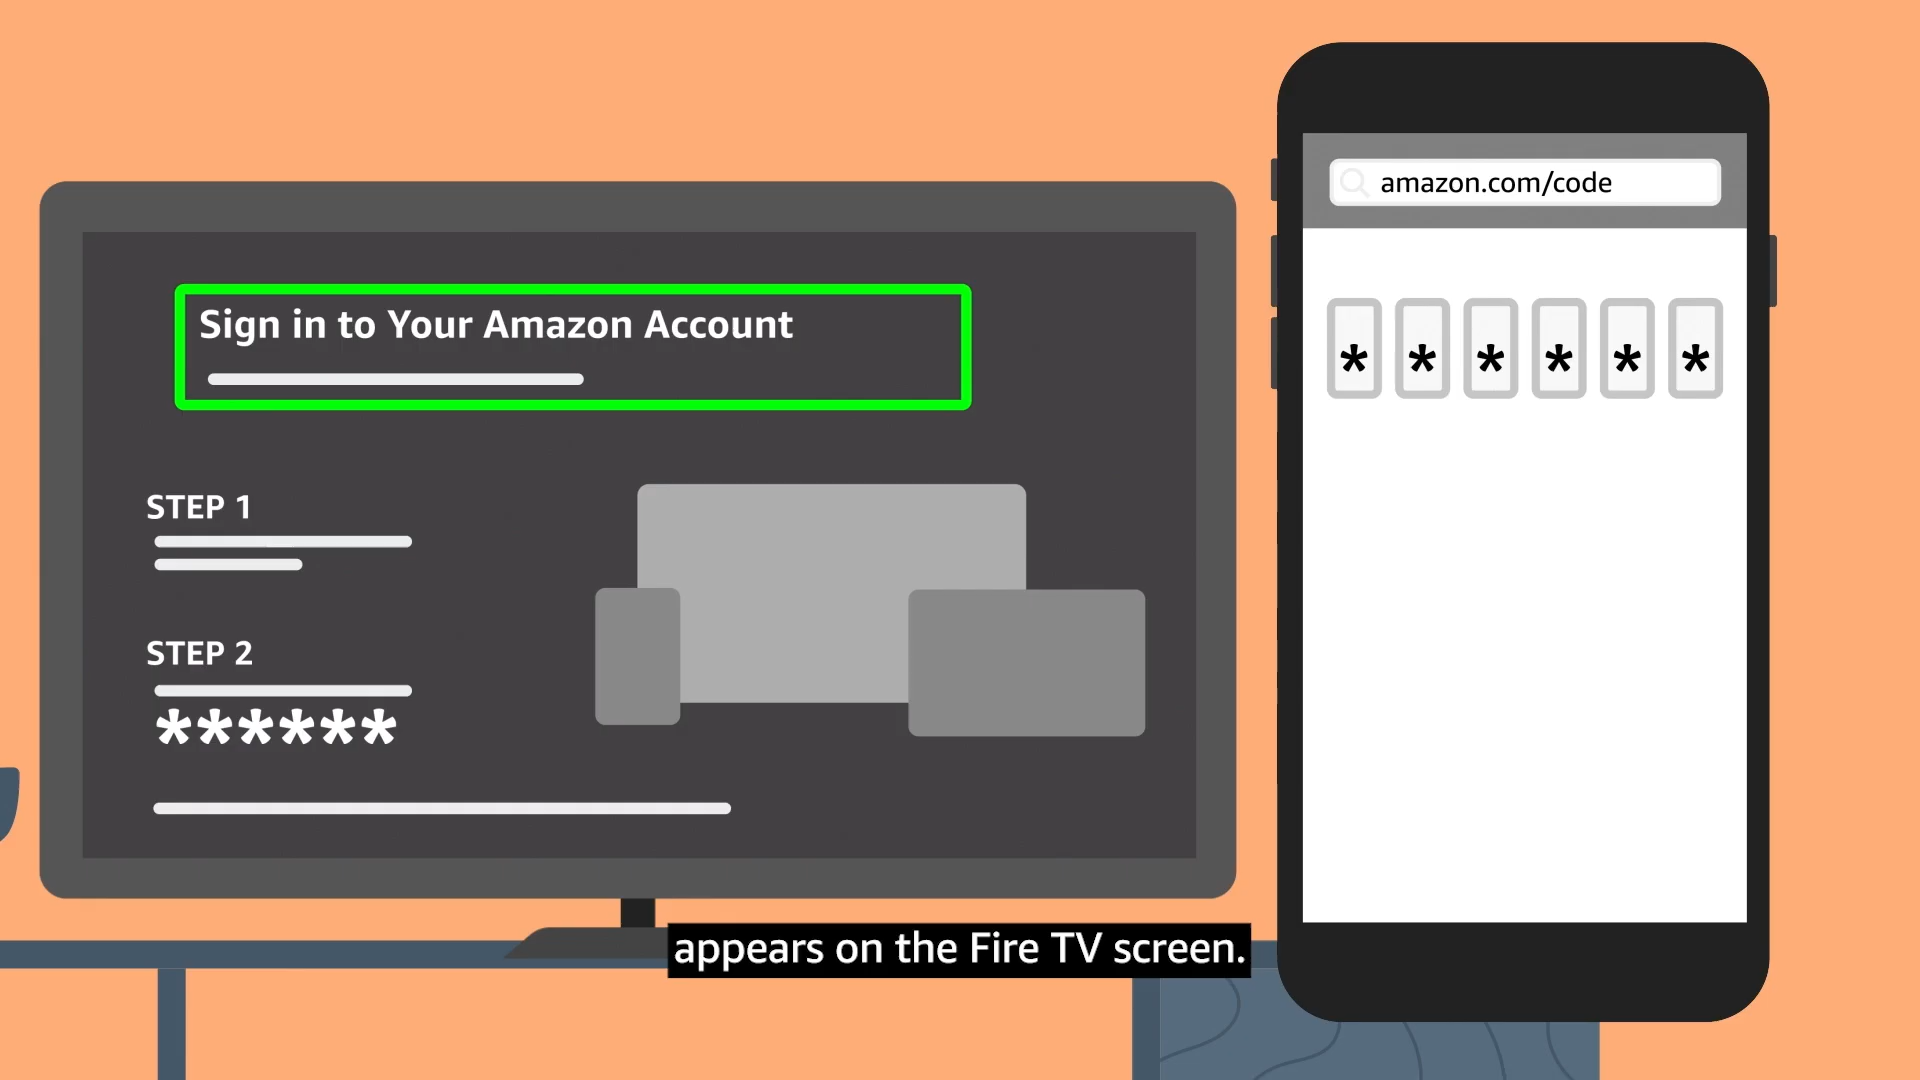 Sign in to Your Amazon Account
STEP 1
STEP 2
******
amazon.com/code
* * * * * *
appears on the Fire TV screen.